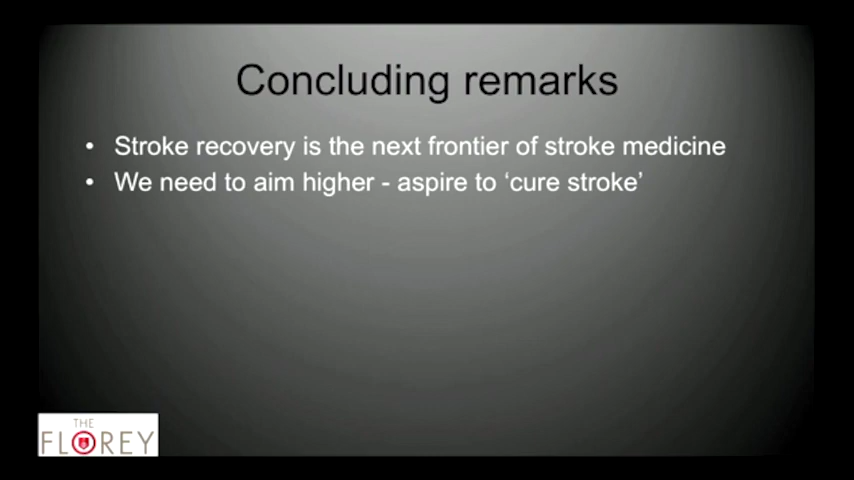 Concluding remarks
• Stroke recovery is the next frontier of stroke medicine
• We need to aim higher - aspire to ‘cure stroke’
THE
FLOREY